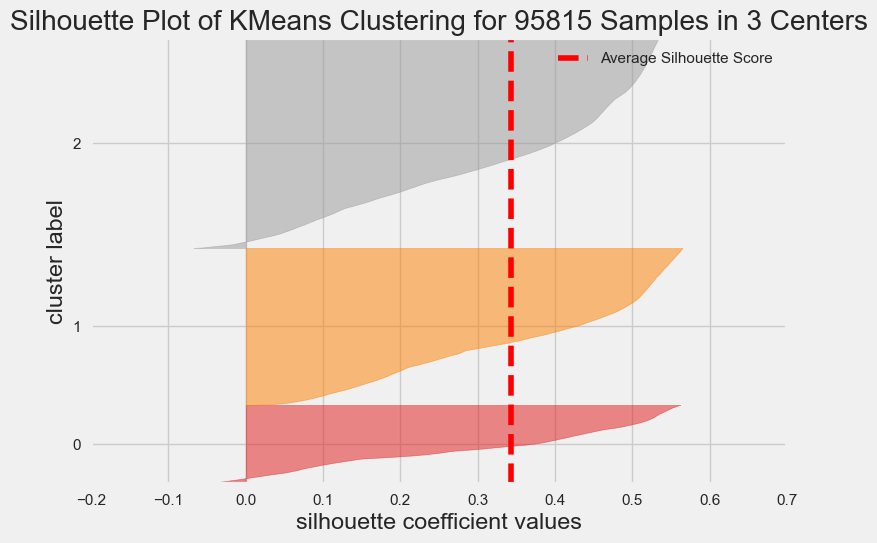 Silhouette Plot of KMeans Clustering for 95815 Samples in 3 Centers
Average Silhouette Score
2
1
0
cluster label
−0.2 −0.1 0.0 0.1 0.2 0.3 0.4 0.5 0.6 0.7
silhouette coefficient values